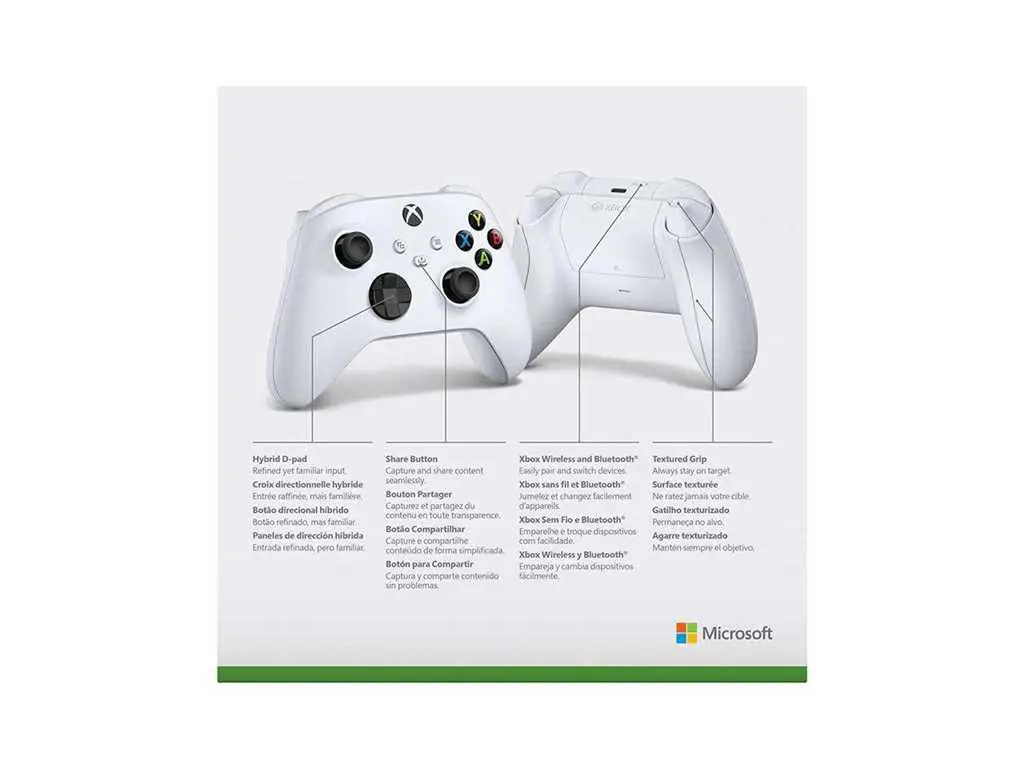 Y
X
B
A
XBOX
Hybrid D-pad
Refined yet familiar input.
Croix directionnelle hybride
Entrée raffinée, mais familière.
Botão direcional híbrido
Botão refinado, mas familiar.
Paneles de dirección híbrida
Entrada refinada, pero familiar.
Share Button
Capture and share content
seamlessly.
Bouton Partager
Capturez et partagez du
contenu en toute transparence.
Botão Compartilhar
Capture e compartilhe
conteúdo de forma simplificada.
Botón para Compartir
Captura y comparte contenido
sin problemas.
Xbox Wireless and Bluetooth®
Easily pair and switch devices.
Xbox sans fil et Bluetooth®
Jumelez et changez facilement
d'appareils.
Xbox Sem Fio e Bluetooth®
Emparelhe e troque dispositivos
com facilidade.
Xbox Wireless y Bluetooth®
Empareja y cambia dispositivos
fácilmente.
Textured Grip
Always stay on target.
Surface texturée
Ne ratez jamais votre cible.
Gatilho texturizado
Permaneça no alvo.
Agarre texturizado
Mantén siempre el objetivo.
Microsoft